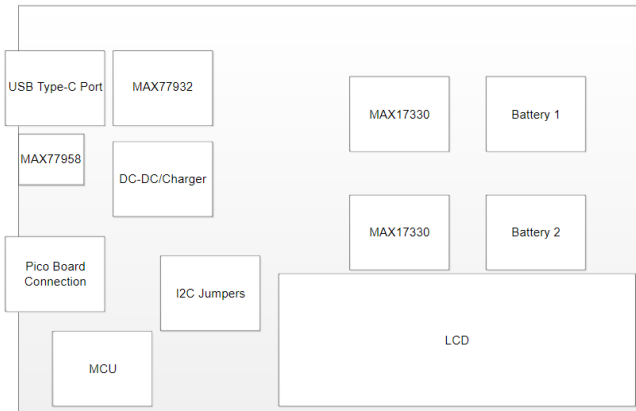 USB Type-C Port
MAX77932
MAX17330
Battery 1
MAX77958
DC-DC/Charger
MAX17330
Battery 2
Pico Board
Connection
I2C Jumpers
LCD
MCU